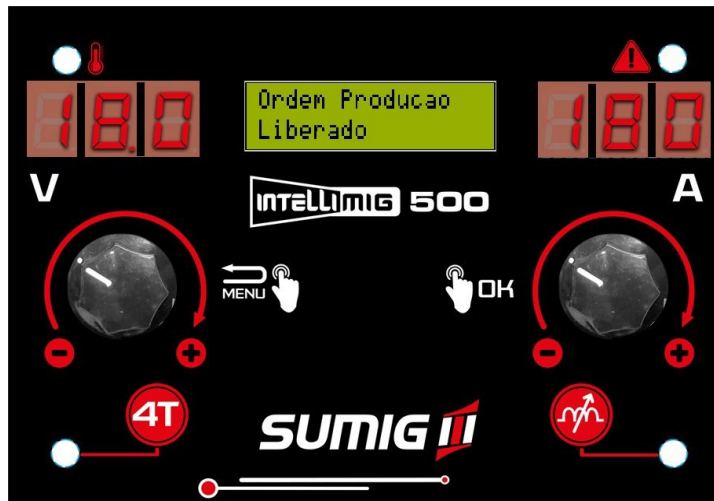 18.0
Ordem Producao
Liberado
180
V
INTELLIMIG 500
A
MENU
OK
4T
SUMIG